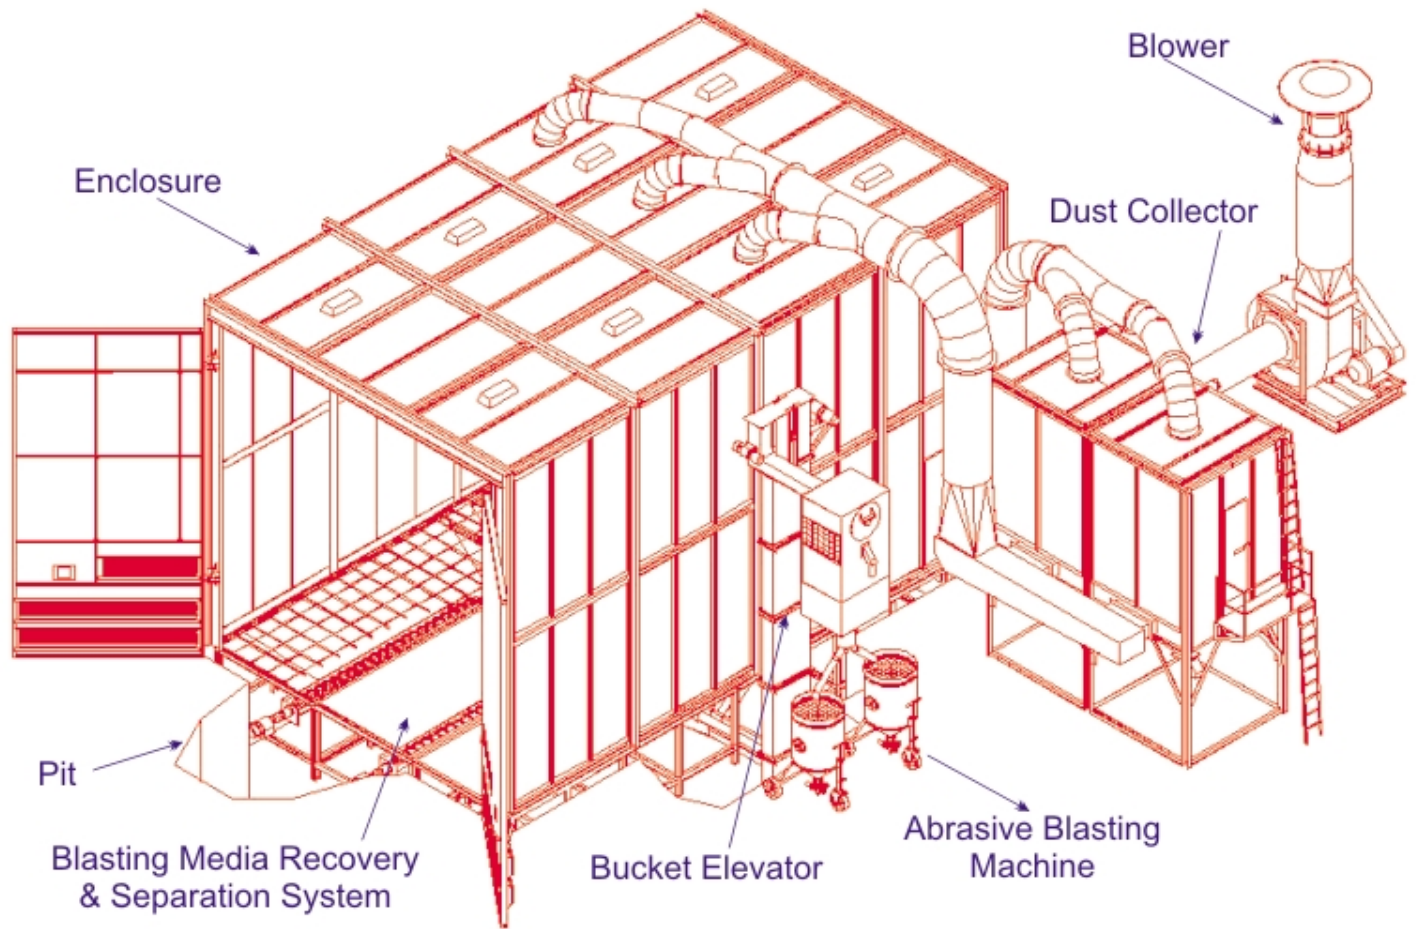 Blower
Enclosure
Dust Collector
Pit
Blasting Media Recovery
& Separation System
Bucket Elevator
Abrasive Blasting
Machine